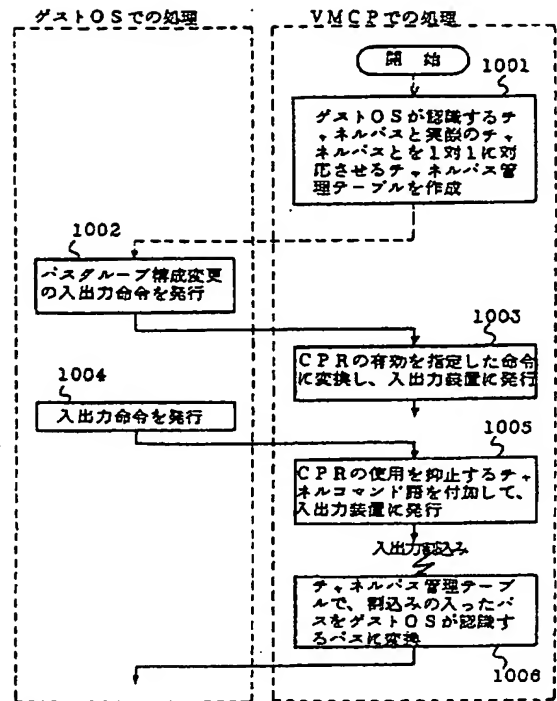 ゲストOSでの処理
VMCPでの処理
開 始
1001
ゲストOSが認識するチ
ャネルパスと実際のチャ
ネルパスとを1対1に対
応させるチャネルパス管
理テーブルを作成
1002
パスグループ構成変更
の入出力命令を発行
1003
CPRの有効を指定した命令
に変換し、入出力装置に発行
1004
入出力命令を発行
1005
CPRの使用を抑止するチャ
ネルコマンド語を付加して、
入出力装置に発行
入出力割込み
チャネルパス管理テーブ
ルで、割込みの入ったパ
スをゲストOSが認識す
るパスに変換
1006